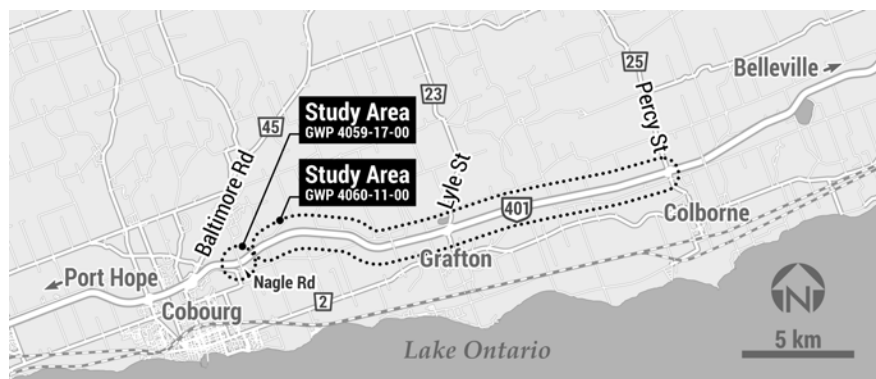 25
Belleville
Study Area
GWP 4059-17-00
23
Percy St
45
Study Area
GWP 4060-11-00
Baltimore Rd
Lyle St
401
Colborne
Port Hope
Grafton
Nagle Rd
Cobourg
2
N
Lake Ontario
5 km